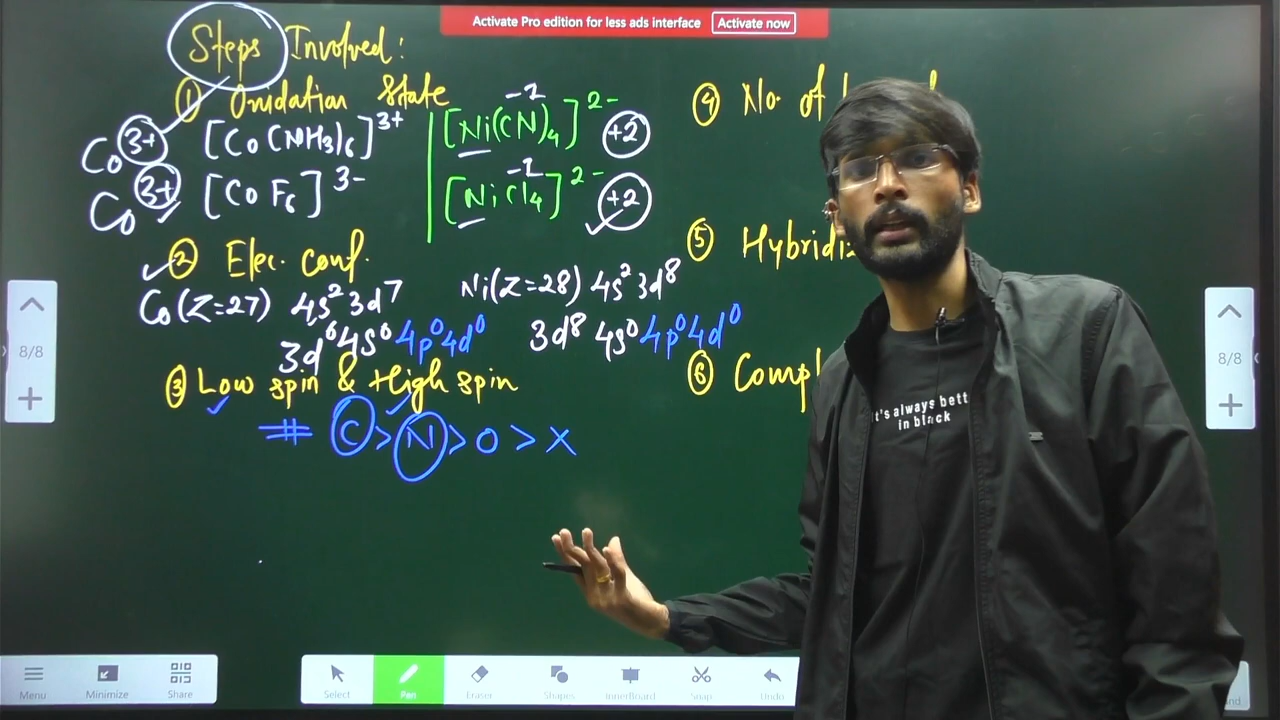 Activate Pro edition for less ads interface Activate now
Steps Involved:
① Oxidation State
Co 3+ [Co(NH3)6]3+
Co 3+ [CoF6]3-
[Ni(CN)4]2- +2
[NiCl4]2- +2
② Elec. conf.
Co(Z=27) 4s2 3d7
3d6 4s0 4p0 4d0
Ni(Z=28) 4s2 3d8
3d8 4s0 4p0 4d0
③ Low spin & High spin
# C > N > O > X
④ No. of
⑤
⑥
It's always bett
in black
8/8
8/8
Menu
Minimize
Share
Select
Pen
Eraser
Shapes
InnerBoard
Snap
Undo